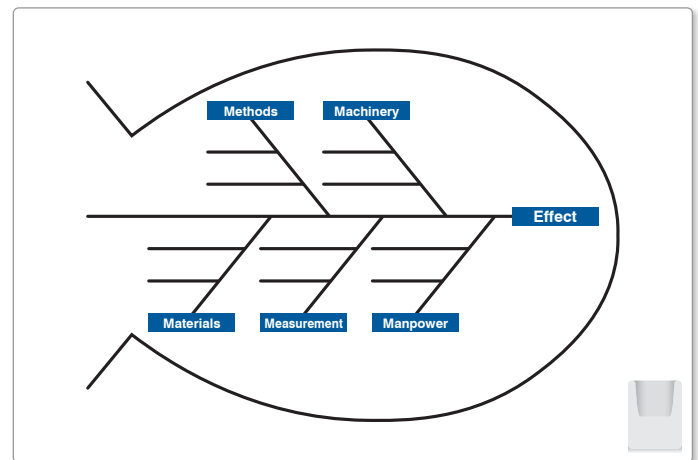 Methods
Machinery
Effect
Materials
Measurement
Manpower